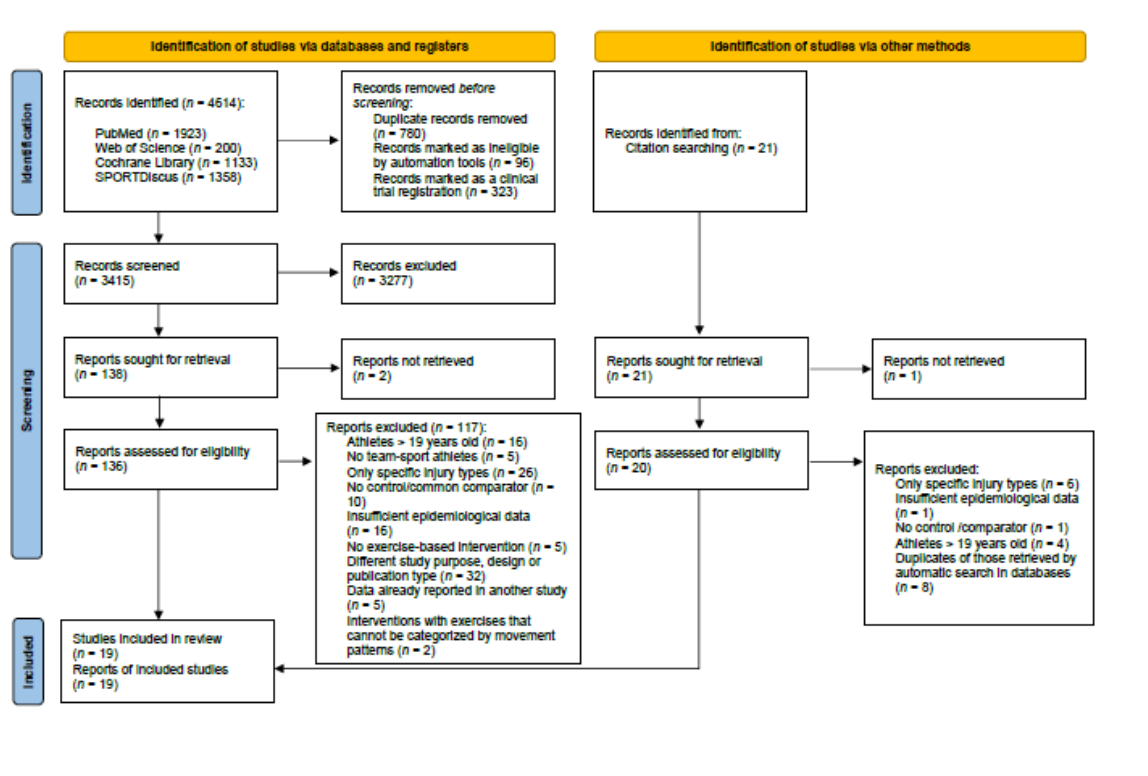 Identification of studies via databases and registers
Identification of studies via other methods
Identification
Records identified (n = 4614):
PubMed (n = 1923)
Web of Science (n = 200)
Cochrane Library (n = 1133)
SPORTDiscus (n = 1358)
Records removed before
screening:
Duplicate records removed
(n = 780)
Records marked as ineligible
by automation tools (n = 96)
Records marked as a clinical
trial registration (n = 323)
Records identified from:
Citation searching (n = 21)
Screening
Records screened
(n = 3415)
Records excluded
(n = 3277)
Reports sought for retrieval
(n = 138)
Reports not retrieved
(n = 2)
Reports sought for retrieval
(n = 21)
Reports not retrieved
(n = 1)
Reports assessed for eligibility
(n = 136)
Reports excluded (n = 117):
Athletes > 19 years old (n = 16)
No team-sport athletes (n = 5)
Only specific injury types (n = 26)
No control/common comparator (n =
10)
Insufficient epidemiological data
(n = 16)
No exercise-based intervention (n = 5)
Different study purpose, design or
publication type (n = 32)
Data already reported in another study
(n = 5)
Interventions with exercises that
cannot be categorized by movement
patterns (n = 2)
Reports assessed for eligibility
(n = 20)
Reports excluded:
Only specific injury types (n = 6)
Insufficient epidemiological data
(n = 1)
No control /comparator (n = 1)
Athletes > 19 years old (n = 4)
Duplicates of those retrieved by
automatic search in databases
(n = 8)
Included
Studies included in review
(n = 19)
Reports of included studies
(n = 19)